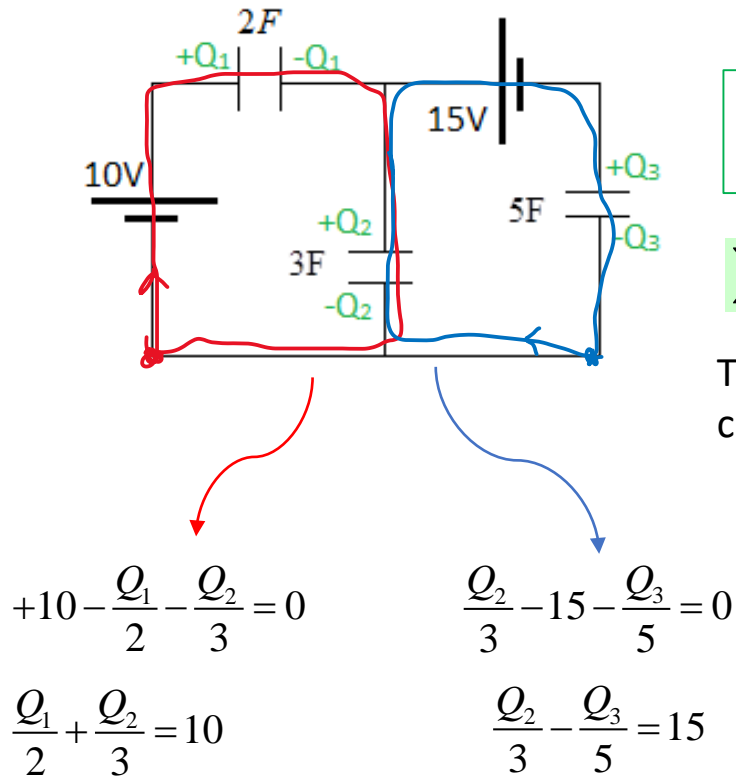 2F
+Q₁ -Q₁
15V
10V
+Q₃
5F
+Q₂
-Q₃
3F
-Q₂
T
c
+10 - Q₁/2 - Q₂/3 = 0
Q₂/3 - 15 - Q₃/5 = 0
Q₁/2 + Q₂/3 = 10
Q₂/3 - Q₃/5 = 15